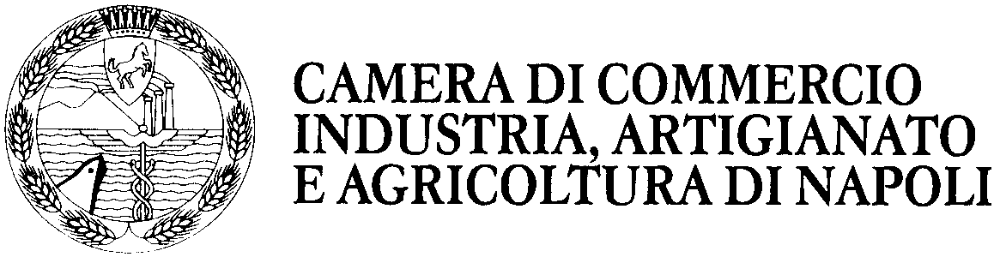 CAMERA DI COMMERCIO
INDUSTRIA, ARTIGIANATO
E AGRICOLTURA DI NAPOLI